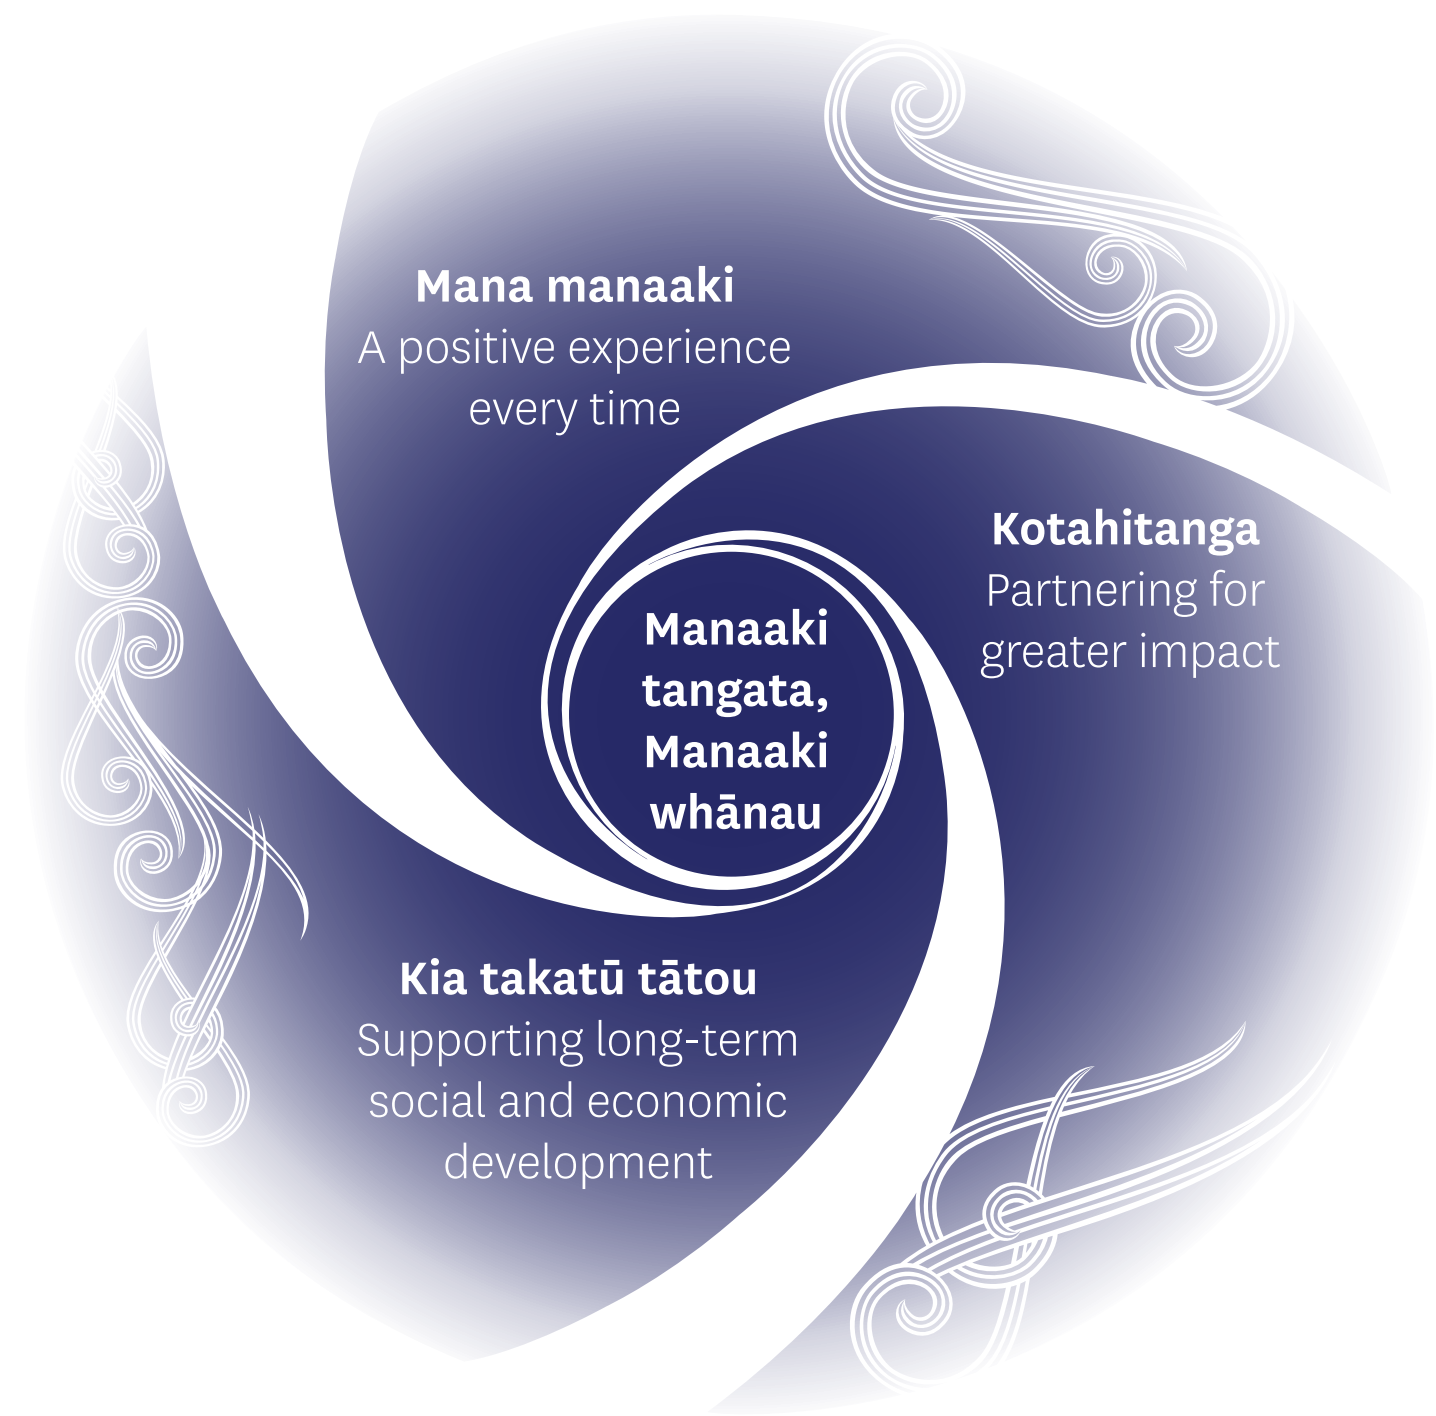 Mana manaaki
A positive experience
every time
Kotahitanga
Partnering for
greater impact
Manaaki
tangata,
Manaaki
whānau
Kia takatū tātou
Supporting long-term
social and economic
development